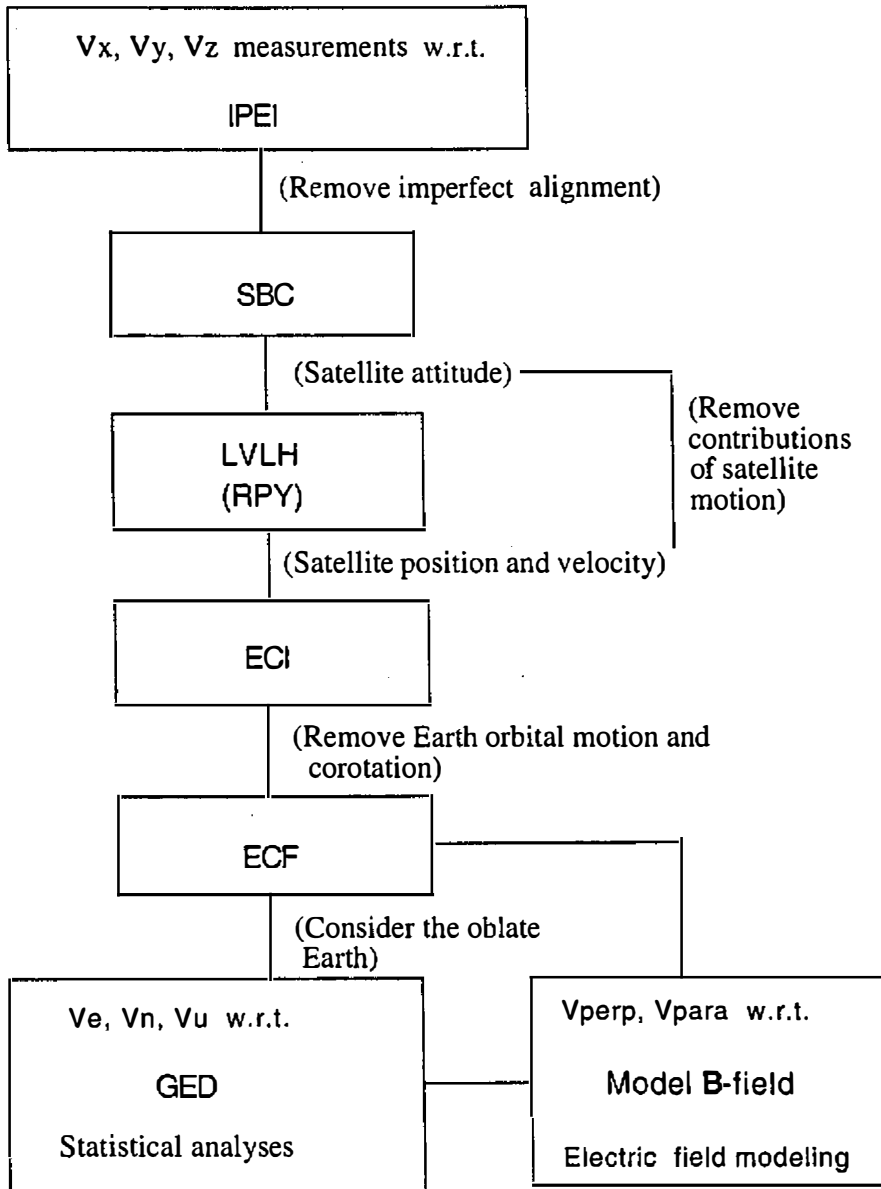 Vx, Vy, Vz measurements w.r.t.
IPEI
(Remove imperfect alignment)
SBC
(Satellite attitude)
(Remove
contributions
of satellite
motion)
LVLH
(RPY)
(Satellite position and velocity)
ECI
(Remove Earth orbital motion and
corotation)
ECF
(Consider the oblate
Earth)
Ve, Vn, Vu w.r.t.
GED
Statistical analyses
Vperp, Vpara w.r.t.
Model B-field
Electric field modeling